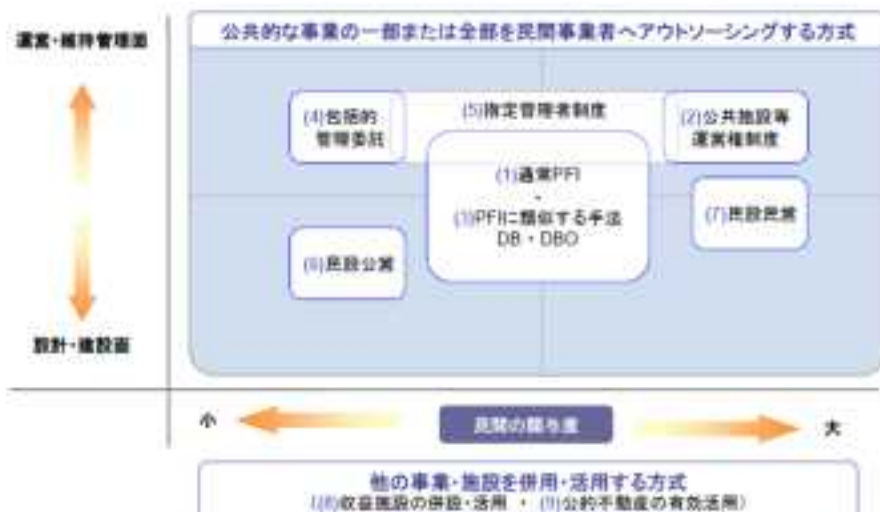 運営・維持管理面
公共的な事業の一部または全部を民間事業者へアウトソーシングする方式
(4)包括的
管理委託
(5)指定管理者制度
(2)公共施設等
運営権制度
(1)通常PFI
・
(3)PFIに類似する手法
DB・DBO
(7)民設民営
(6)民設公営
設計・建設面
小
民間の関与度
大
他の事業・施設を併用・活用する方式
((8)収益施設の併設・活用 ・ (9)公的不動産の有効活用)